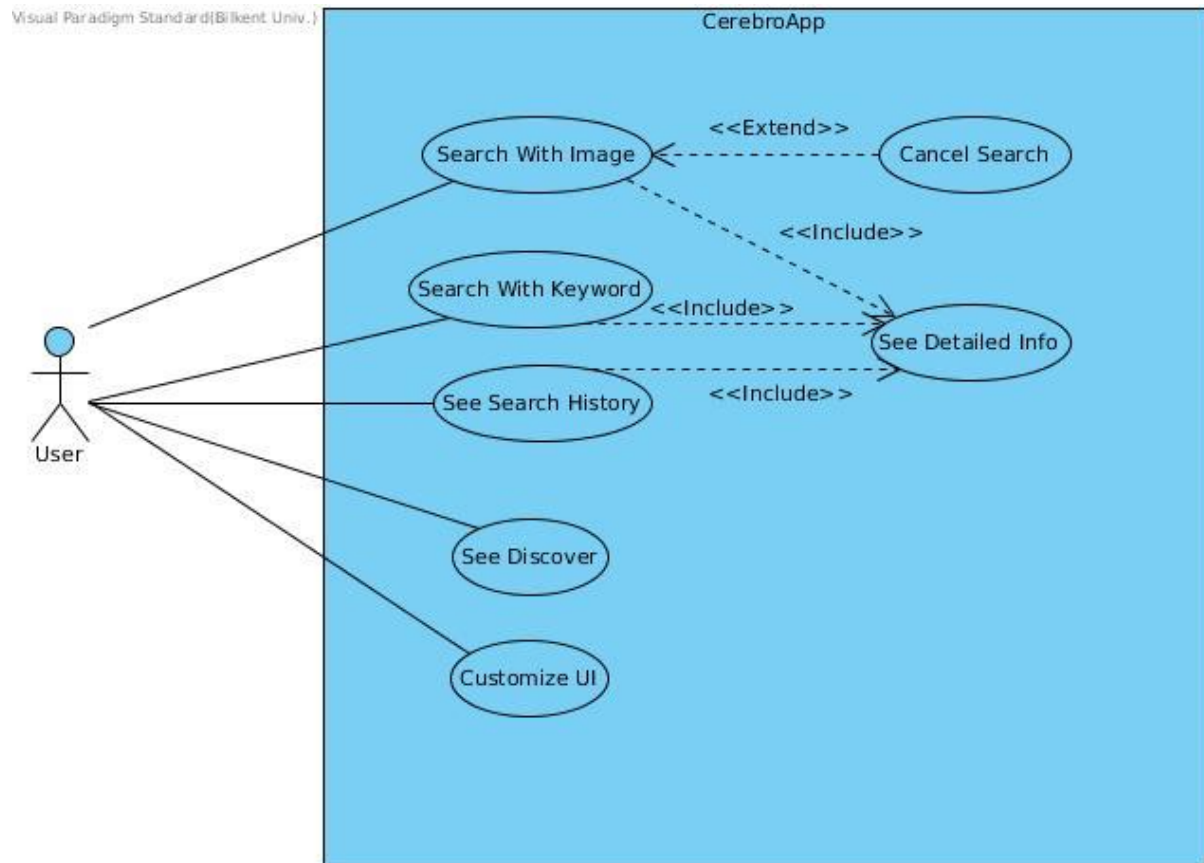 Visual Paradigm Standard(Bilkent Univ.)
CerebroApp
<<Extend>>
Search With Image
Cancel Search
<<Include>>
Search With Keyword
<<Include>>
See Detailed Info
<<Include>>
See Search History
User
See Discover
Customize UI